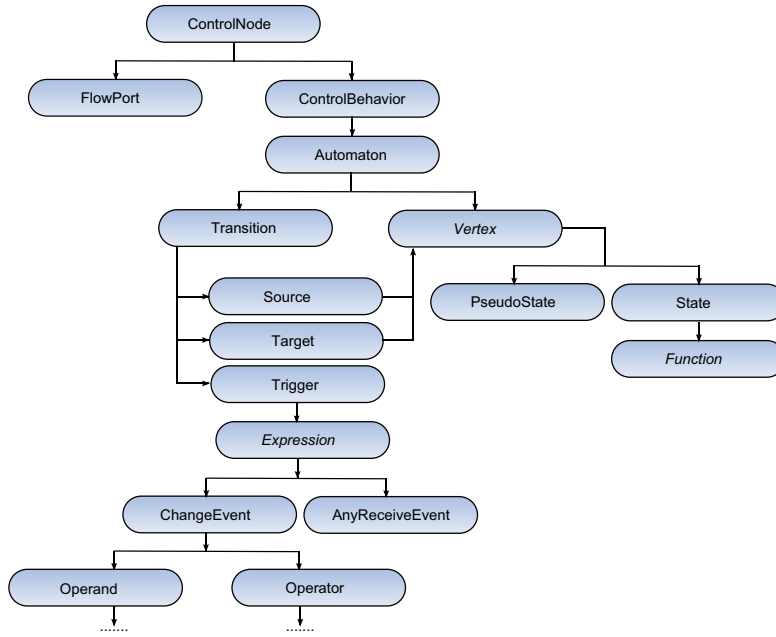 ControlNode
FlowPort
ControlBehavior
Automaton
Transition
Vertex
Source
PseudoState
State
Target
Function
Trigger
Expression
ChangeEvent
AnyReceiveEvent
Operand
Operator
.......
.......